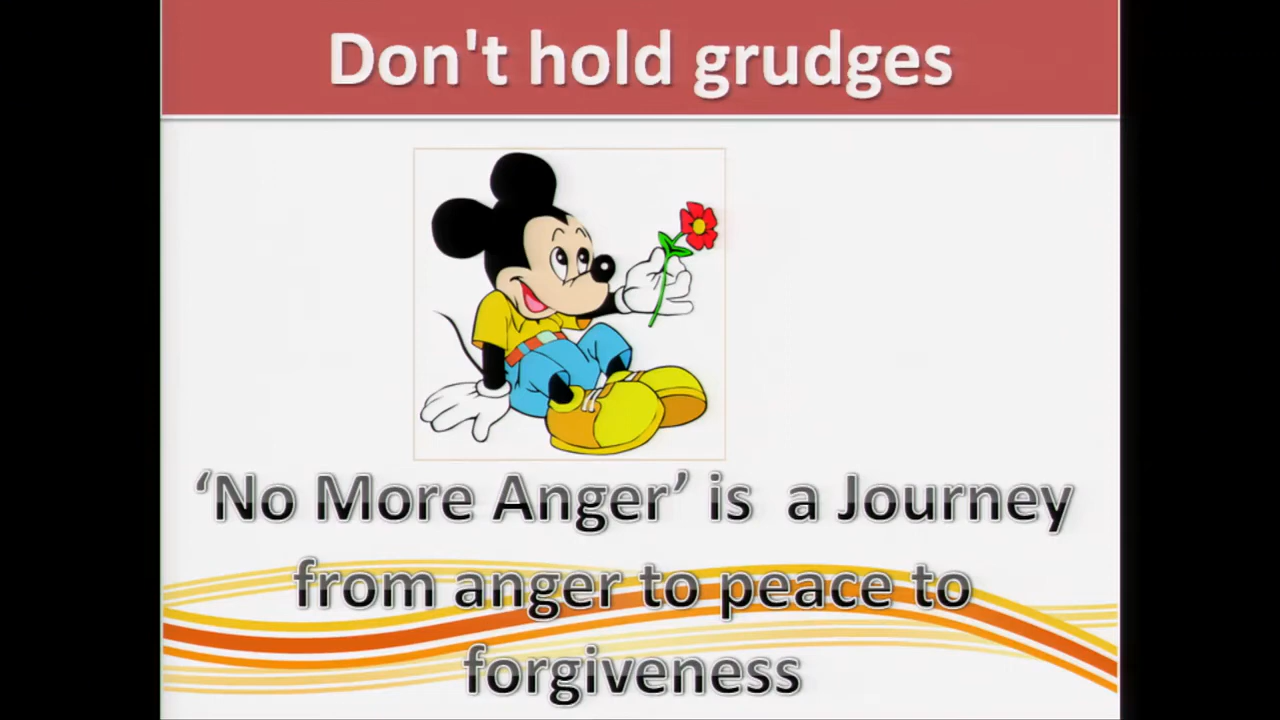 Don't hold grudges
‘No More Anger’ is a Journey
from anger to peace to
forgiveness